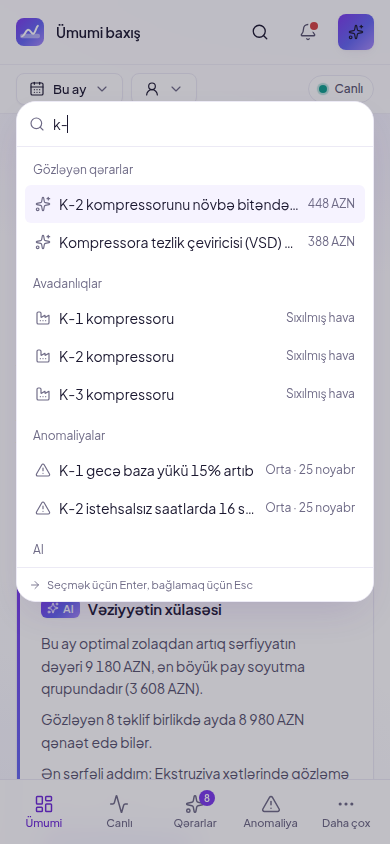 Ümumi baxış
Bu ay
Canlı
k-
Gözləyən qərarlar
K-2 kompressorunu növbə bitəndə... 448 AZN
Kompressora tezlik çeviricisi (VSD) ... 388 AZN
Avadanlıqlar
K-1 kompressoru Sıxılmış hava
K-2 kompressoru Sıxılmış hava
K-3 kompressoru Sıxılmış hava
Anomaliyalar
K-1 gecə baza yükü 15% artıb Orta · 25 noyabr
K-2 istehsalsız saatlarda 16 s... Orta · 25 noyabr
AI
Seçmək üçün Enter, bağlamaq üçün Esc
AI Vəziyyətin xülasəsi
Bu ay optimal zolaqdan artıq sərfiyyatın
dəyəri 9 180 AZN, ən böyük pay soyutma
qrupundadır (3 608 AZN).
Gözləyən 8 təklif birlikdə ayda 8 980 AZN
qənaət edə bilər.
Ən sərfəli addım: Ekstruziya xətlərində gözləmə
8
Ümumi Canlı Qərarlar Anomaliya Daha çox